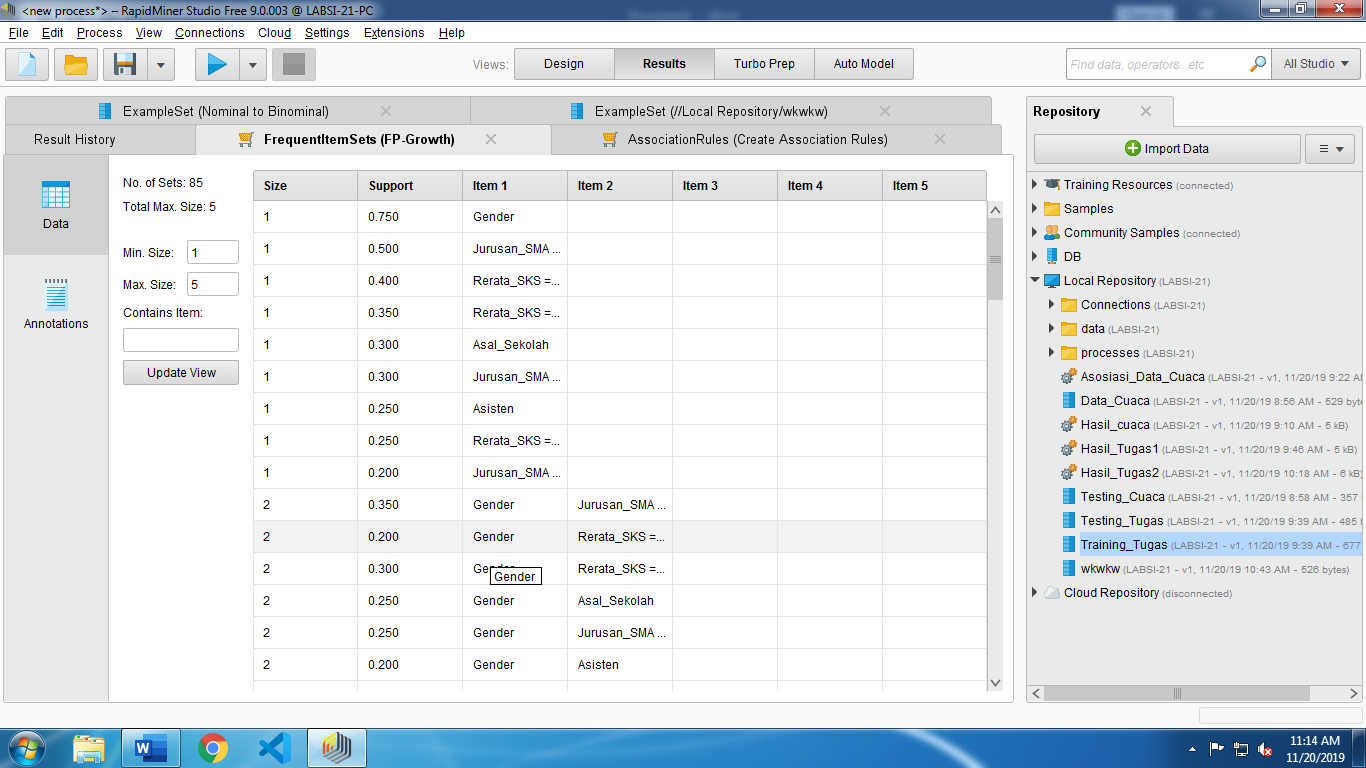 <new process*> – RapidMiner Studio Free 9.0.003 @ LABSI-21-PC
File Edit Process View Connections Cloud Settings Extensions Help
Views: Design Results Turbo Prep Auto Model Find data, operators...etc All Studio
ExampleSet (Nominal to Binominal) ExampleSet (//Local Repository/wkwkw)
Result History FrequentItemSets (FP-Growth) AssociationRules (Create Association Rules)
Data
Annotations
No. of Sets: 85
Total Max. Size: 5
Min. Size: 1
Max. Size: 5
Contains Item:
Update View
Size Support Item 1 Item 2 Item 3 Item 4 Item 5
1 0.750 Gender
1 0.500 Jurusan_SMA ...
1 0.400 Rerata_SKS =...
1 0.350 Rerata_SKS =...
1 0.300 Asal_Sekolah
1 0.300 Jurusan_SMA ...
1 0.250 Asisten
1 0.250 Rerata_SKS =...
1 0.200 Jurusan_SMA ...
2 0.350 Gender Jurusan_SMA ...
2 0.200 Gender Rerata_SKS =...
2 0.300 Gender Rerata_SKS =...
Gender
2 0.250 Gender Asal_Sekolah
2 0.250 Gender Jurusan_SMA ...
2 0.200 Gender Asisten
Repository
Import Data
Training Resources (connected)
Samples
Community Samples (connected)
DB
Local Repository (LABSI-21)
Connections (LABSI-21)
data (LABSI-21)
processes (LABSI-21)
Asosiasi_Data_Cuaca (LABSI-21 - v1, 11/20/19 9:22 A
Data_Cuaca (LABSI-21 - v1, 11/20/19 8:56 AM - 529 byt
Hasil_cuaca (LABSI-21 - v1, 11/20/19 9:10 AM - 5 kB)
Hasil_Tugas1 (LABSI-21 - v1, 11/20/19 9:46 AM - 5 kB)
Hasil_Tugas2 (LABSI-21 - v1, 11/20/19 10:18 AM - 6 kB)
Testing_Cuaca (LABSI-21 - v1, 11/20/19 8:58 AM - 357
Testing_Tugas (LABSI-21 - v1, 11/20/19 9:39 AM - 485 b
Training_Tugas (LABSI-21 - v1, 11/20/19 9:39 AM - 677
wkwkw (LABSI-21 - v1, 11/20/19 10:43 AM - 526 bytes)
Cloud Repository (disconnected)
11:14 AM
11/20/2019